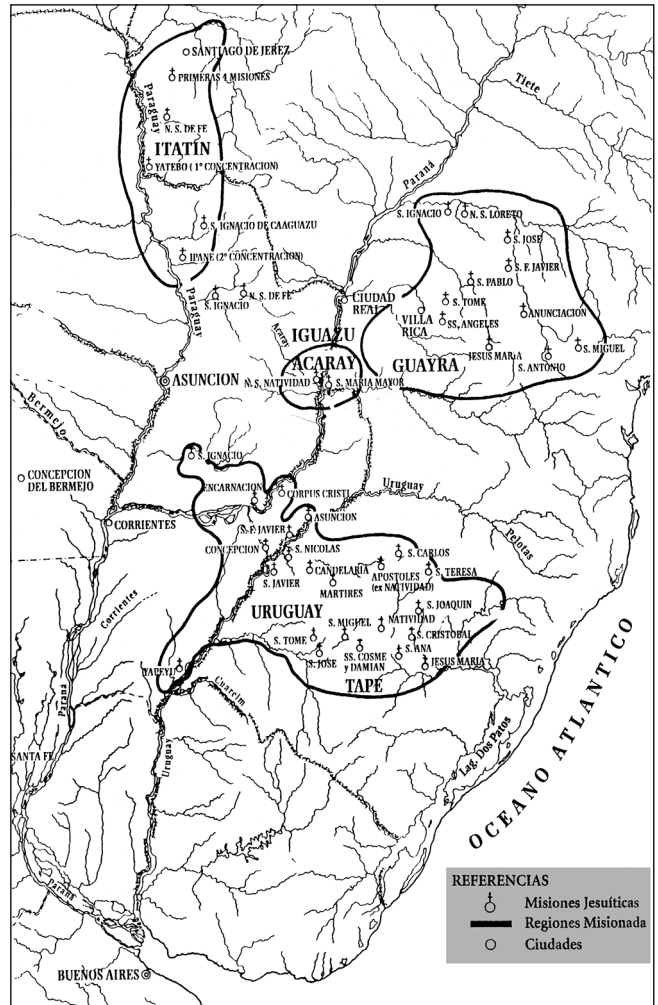 SANTIAGO DE JEREZ
PRIMERAS 4 MISIONES
Tiete
Paraguay
N. S. DE FE
ITATÍN
YATEBO ( 1º CONCENTRACION)
Paraná
S. IGNACIO
N. S. LORETO
S. IGNACIO DE CAAGUAZU
S. JOSE
IPANE (2º CONCENTRACION)
S. F. JAVIER
S. PABLO
S. IGNACIO
N. S. DE FE
CIUDAD
REAL
S. TOME
Paraguay
VILLA
RICA
SS. ANGELES
ANUNCIACION
Acaray
IGUAZU
JESUS MARIA
S. MIGUEL
ACARAY
GUAYRA
S. ANTONIO
ASUNCION
N. S. NATIVIDAD
S. MARIA MAYOR
Bermejo
S. IGNACIO
CONCEPCION
DEL BERMEJO
ENCARNACION
CORPUS CRISTI
Uruguay
CORRIENTES
ASUNCION
S. F. JAVIER
Pelotas
CONCEPCION
S. NICOLAS
S. CARLOS
S. JAVIER
CANDELARIA
APOSTOLES
(ex NATIVIDAD)
S. TERESA
MARTIRES
Corrientes
URUGUAY
S. JOAQUIN
S. MIGUEL
NATIVIDAD
S. TOME
S. CRISTOBAL
S. JOSE
SS. COSME
y DAMIAN
S. ANA
YAPEYU
JESUS MARIA
TAPE
Cuareim
Paraná
Uruguay
SANTA FE
Lag. Dos Patos
OCEANO ATLANTICO
Paraná
BUENOS AIRES
REFERENCIAS
Misiones Jesuíticas
Regiones Misionada
Ciudades